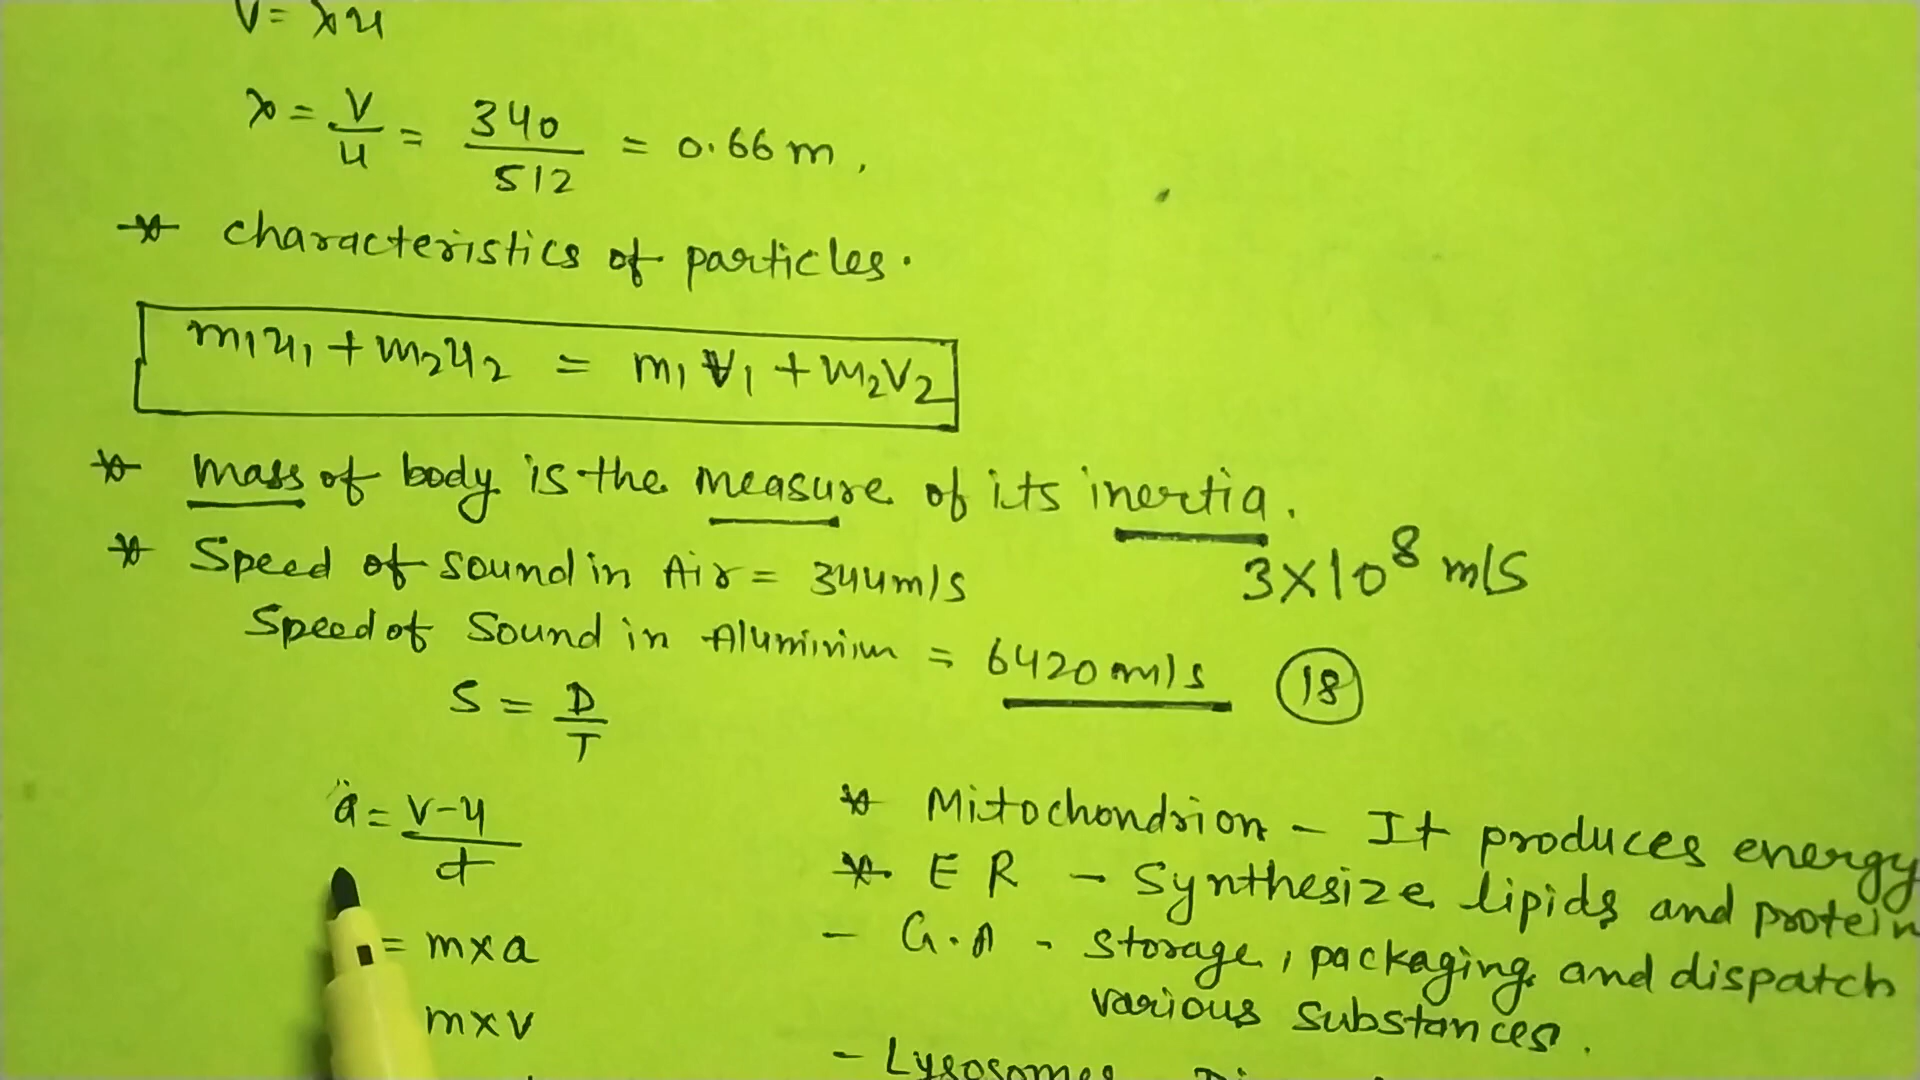 V = λu
λ = V/u = 340/512 = 0.66 m,
characteristics of particles.
m1u1 + m2u2 = m1v1 + m2v2
Mass of body is the measure of its inertia.
Speed of sound in Air = 344m/s
3×10⁸ m/s
Speed of Sound in Aluminium = 6420 m/s
18
S = D/T
a = v-u/t
= m×a
m×v
Mitochondrion - It produces energy
ER - Synthesize lipids and protein
- G.A - Storage, packaging and dispatch
various substances.
- Lysosomes